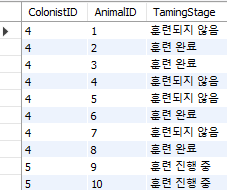 ColonistID AnimalID TamingStage
4 1 훈련되지 않음
4 2 훈련 완료
4 3 훈련 완료
4 4 훈련되지 않음
4 5 훈련되지 않음
4 6 훈련 완료
4 7 훈련되지 않음
4 8 훈련 완료
5 9 훈련 진행 중
5 10 훈련 진행 중